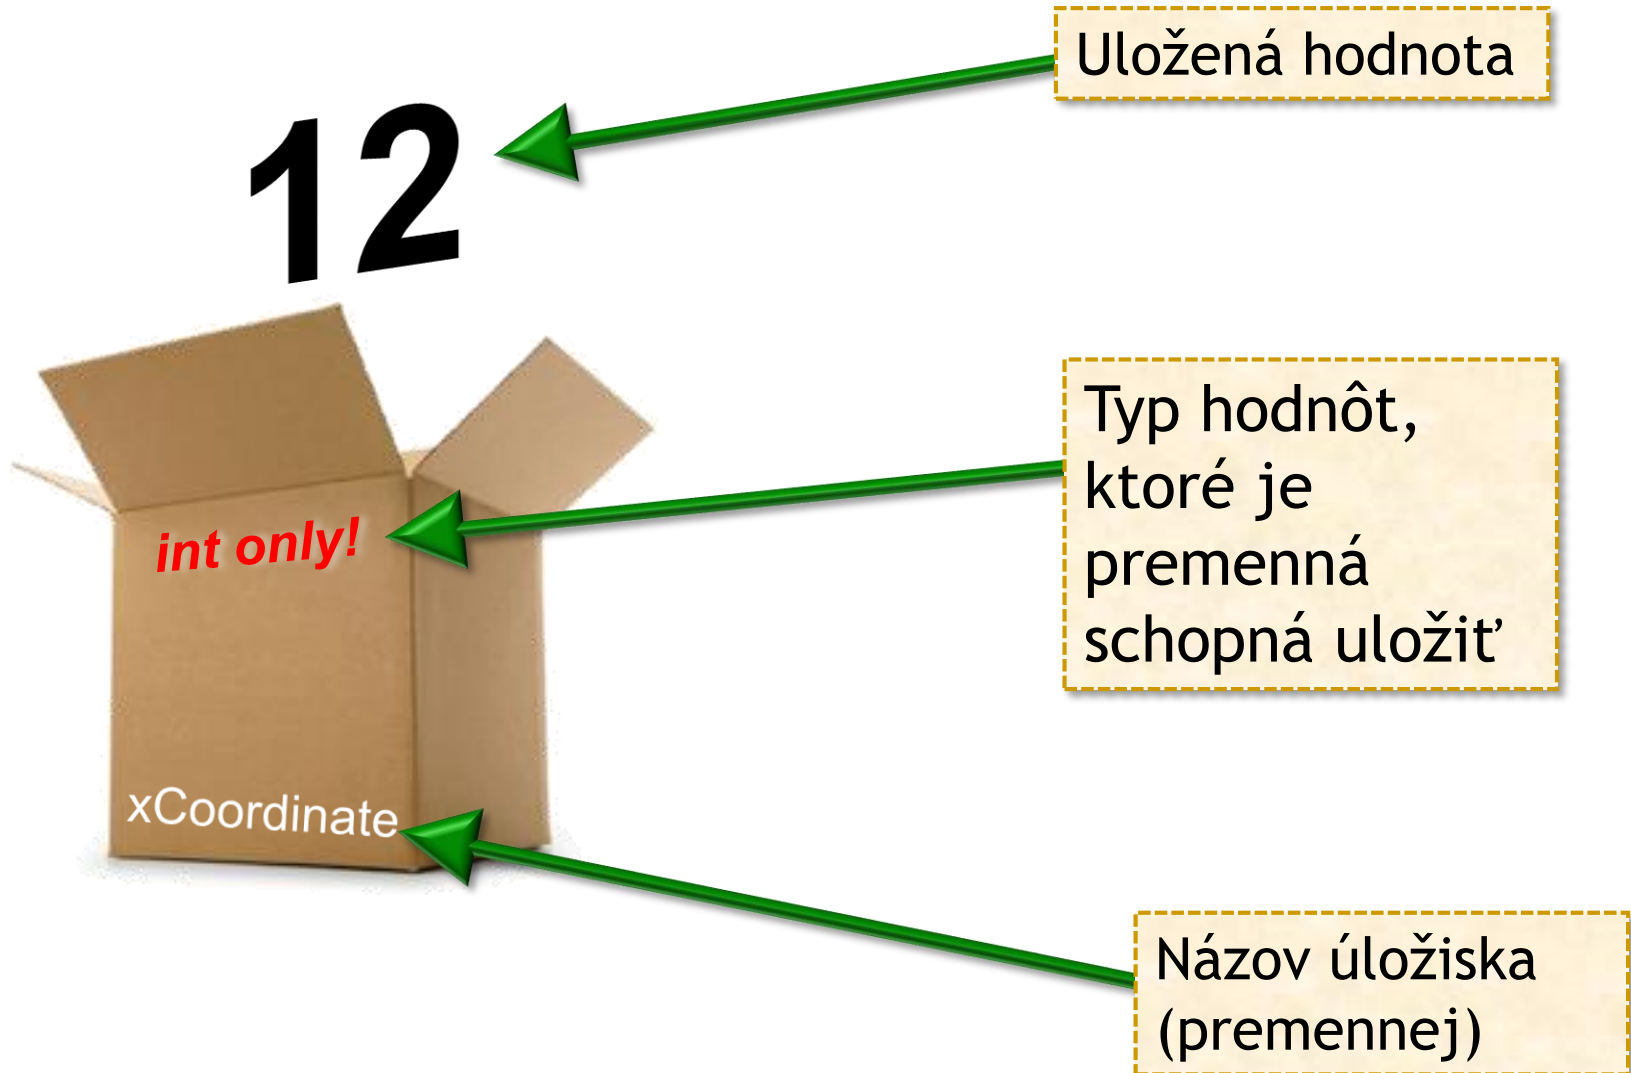 Uložená hodnota
12
Typ hodnôt,
ktoré je
premenná
schopná uložiť
int only!
xCoordinate
Názov úložiska
(premennej)